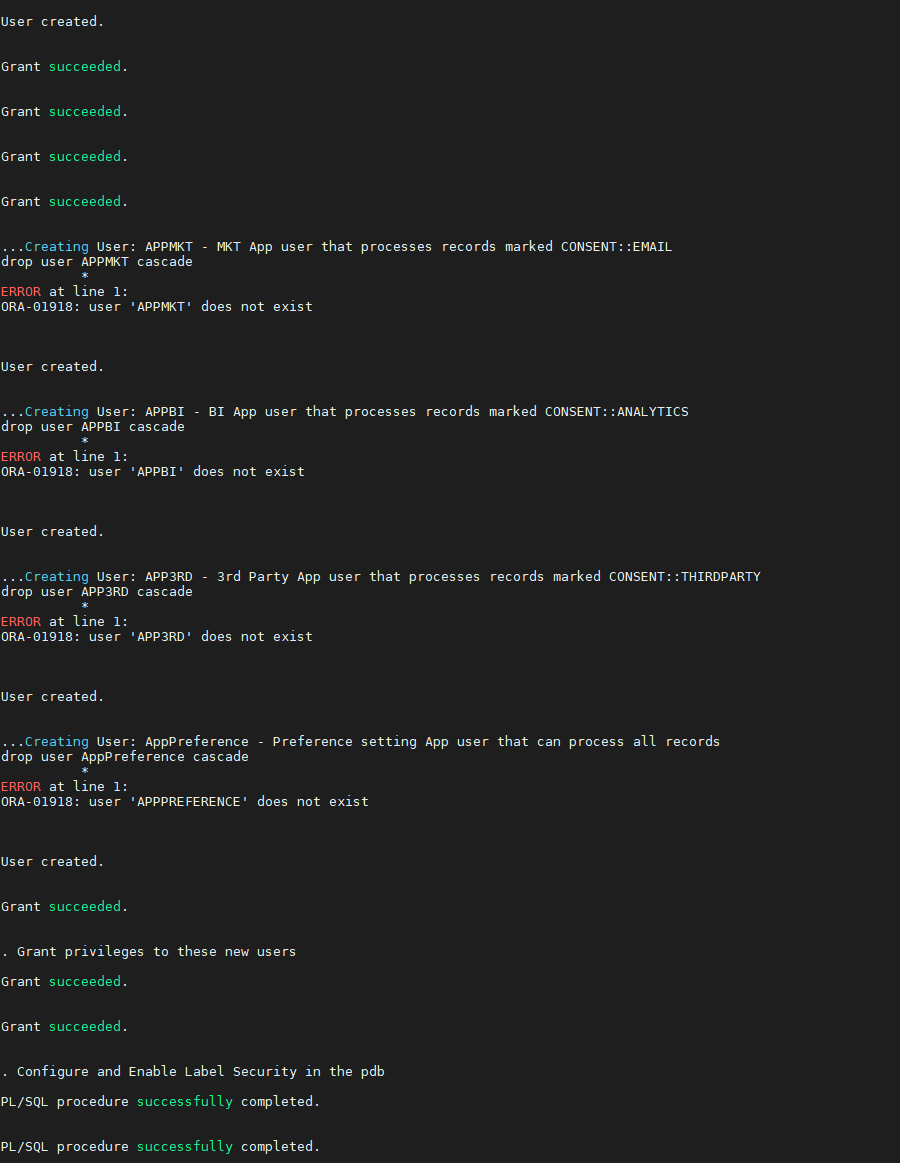 User created.
Grant succeeded.
Grant succeeded.
Grant succeeded.
Grant succeeded.
...Creating User: APPMKT - MKT App user that processes records marked CONSENT::EMAIL
drop user APPMKT cascade
*
ERROR at line 1:
ORA-01918: user 'APPMKT' does not exist
User created.
...Creating User: APPBI - BI App user that processes records marked CONSENT::ANALYTICS
drop user APPBI cascade
*
ERROR at line 1:
ORA-01918: user 'APPBI' does not exist
User created.
...Creating User: APP3RD - 3rd Party App user that processes records marked CONSENT::THIRDPARTY
drop user APP3RD cascade
*
ERROR at line 1:
ORA-01918: user 'APP3RD' does not exist
User created.
...Creating User: AppPreference - Preference setting App user that can process all records
drop user AppPreference cascade
*
ERROR at line 1:
ORA-01918: user 'APPPREFERENCE' does not exist
User created.
Grant succeeded.
. Grant privileges to these new users
Grant succeeded.
Grant succeeded.
. Configure and Enable Label Security in the pdb
PL/SQL procedure successfully completed.
PL/SQL procedure successfully completed.